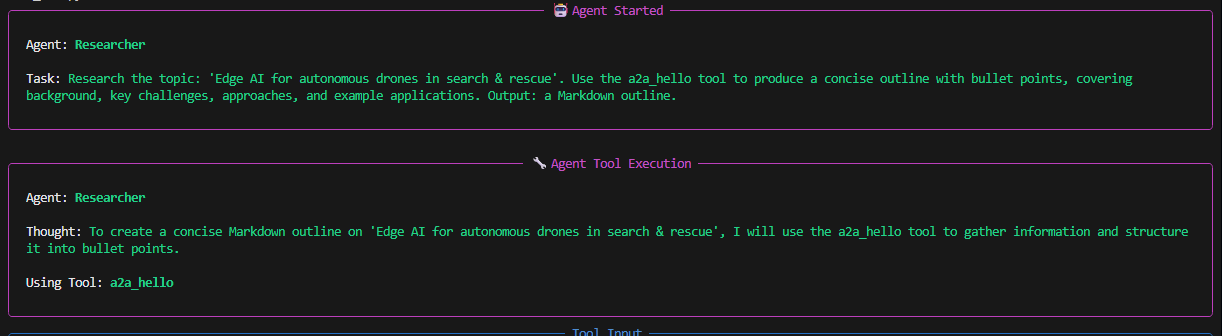 Agent Started
Agent: Researcher
Task: Research the topic: 'Edge AI for autonomous drones in search & rescue'. Use the a2a_hello tool to produce a concise outline with bullet points, covering
background, key challenges, approaches, and example applications. Output: a Markdown outline.
Agent Tool Execution
Agent: Researcher
Thought: To create a concise Markdown outline on 'Edge AI for autonomous drones in search & rescue', I will use the a2a_hello tool to gather information and structure
it into bullet points.
Using Tool: a2a_hello
Tool Input